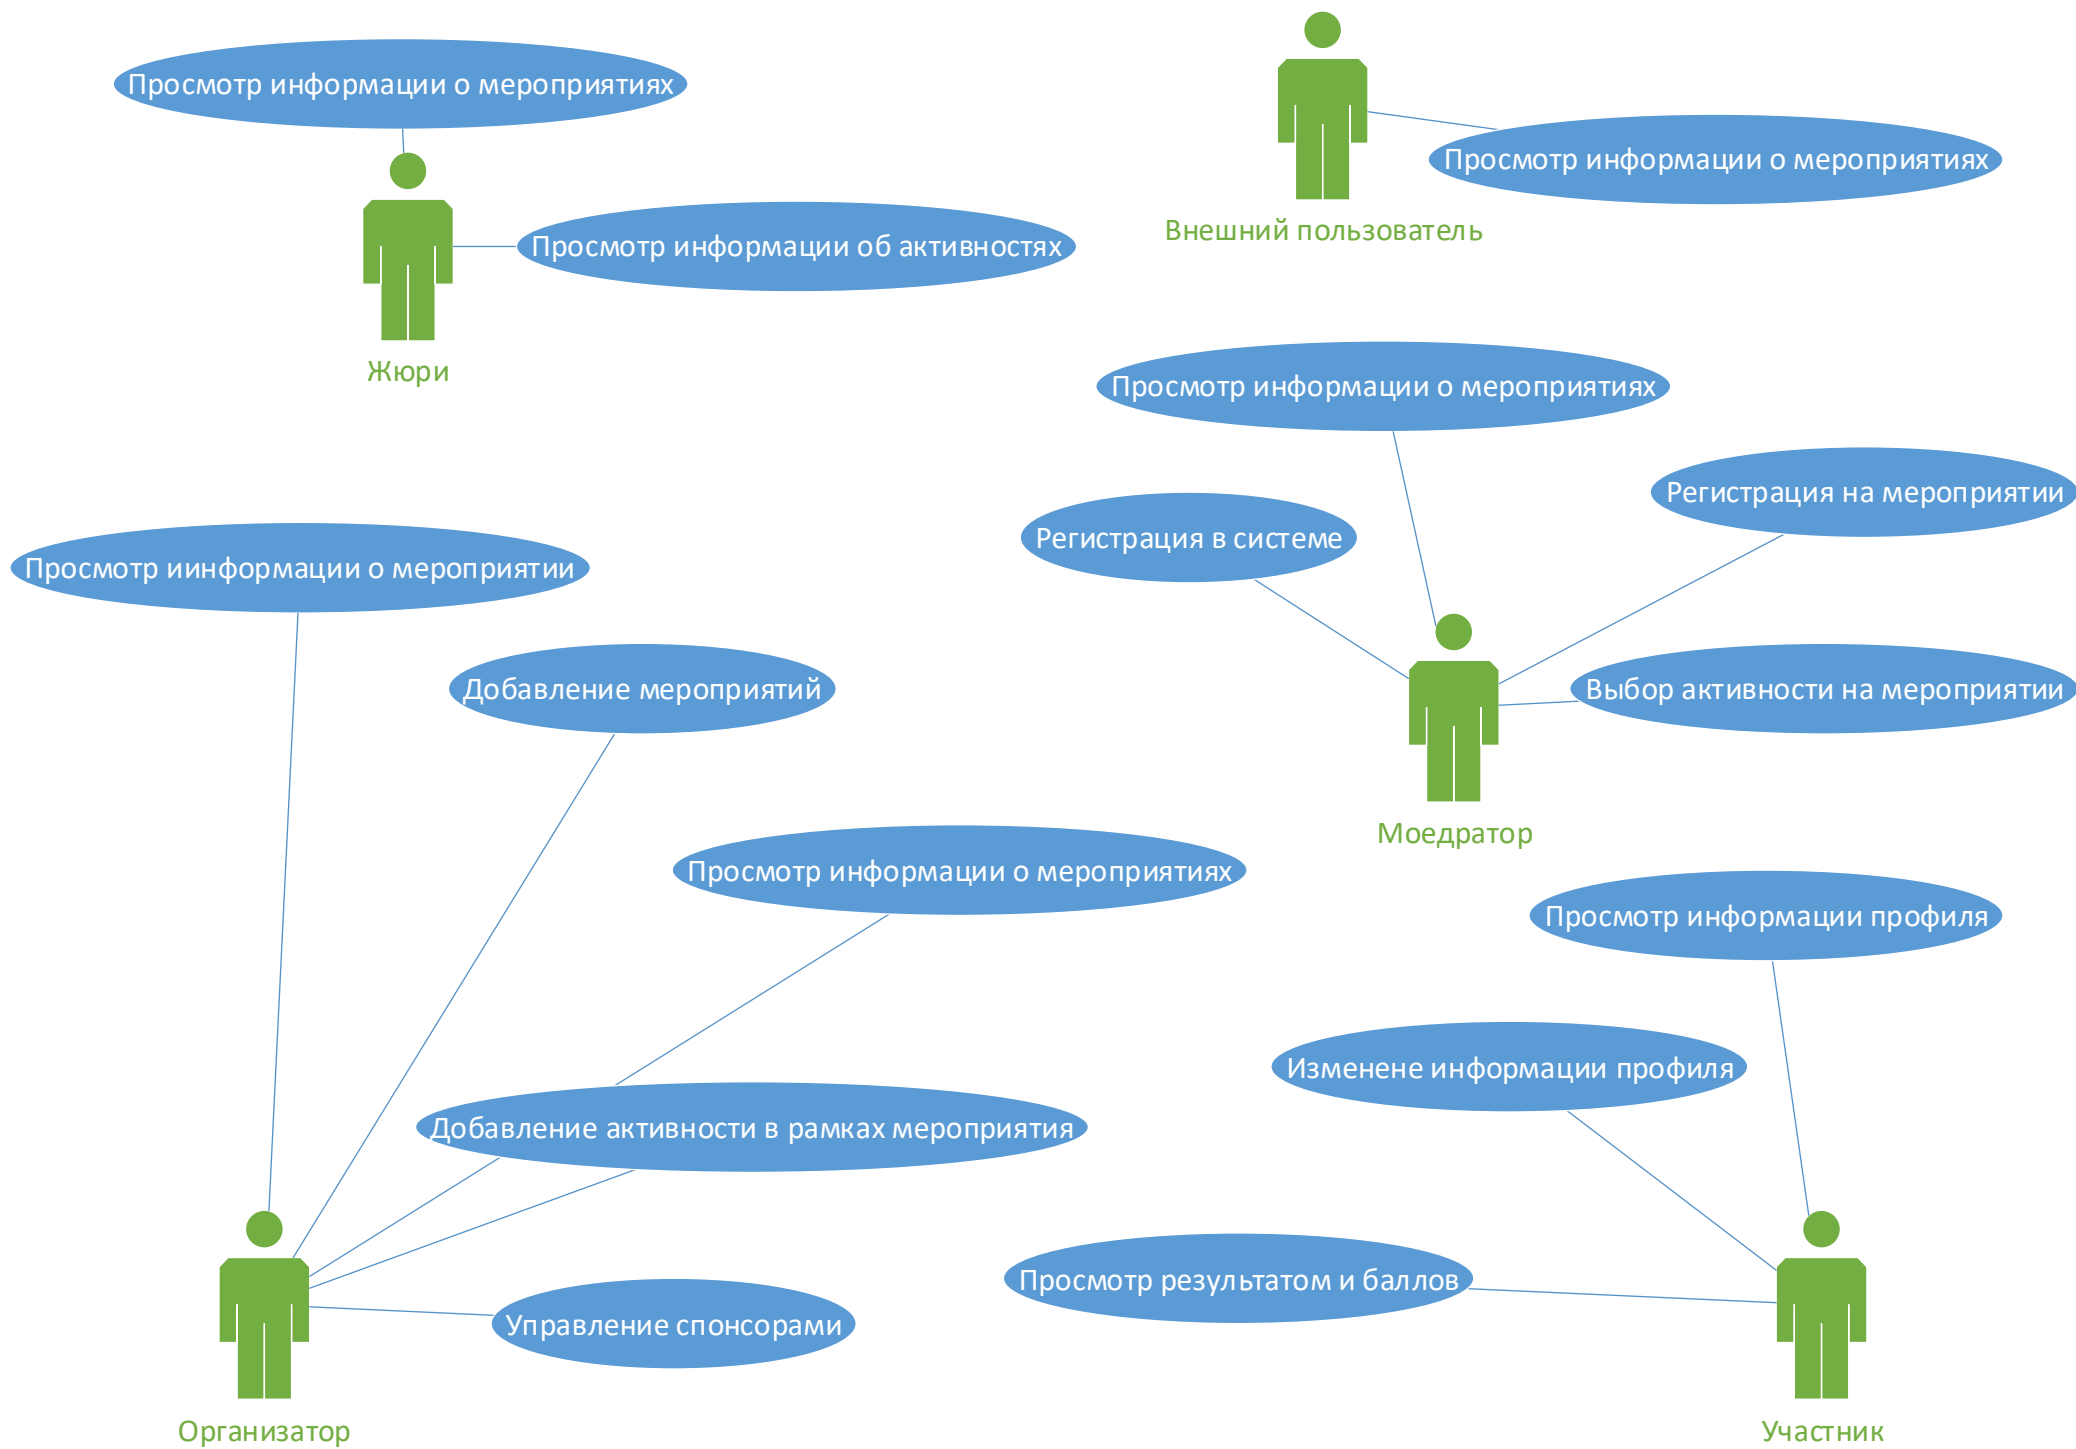 Просмотр информации о мероприятиях
Просмотр информации о мероприятиях
Внешний пользователь
Просмотр информации об активностях
Жюри
Просмотр информации о мероприятиях
Регистрация на мероприятии
Регистрация в системе
Просмотр иинформации о мероприятии
Добавление мероприятий
Выбор активности на мероприятии
Моедратор
Просмотр информации о мероприятиях
Просмотр информации профиля
Изменене информации профиля
Добавление активности в рамках мероприятия
Просмотр результатом и баллов
Управление спонсорами
Организатор
Участник